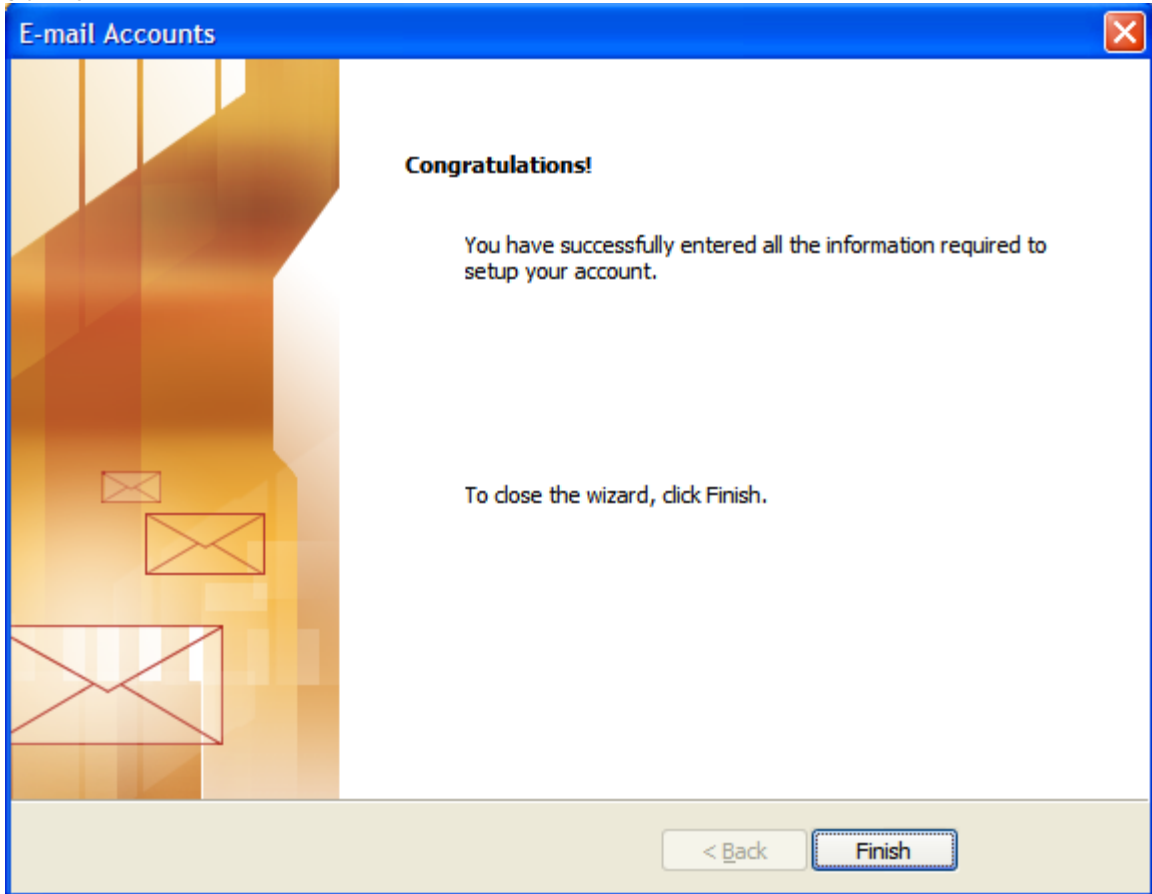 E-mail Accounts
Congratulations!
You have successfully entered all the information required to
setup your account.
To close the wizard, click Finish.
< Back
Finish